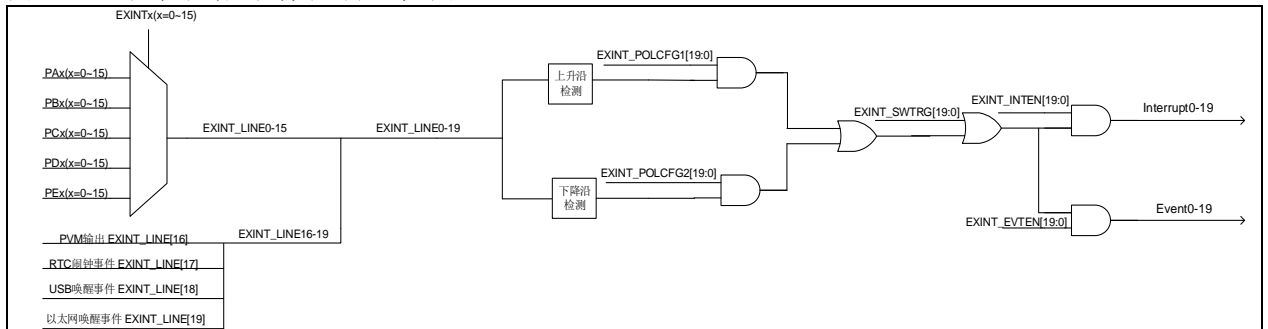 EXINTx(x=0~15)
PAx(x=0~15)
PBx(x=0~15)
PCx(x=0~15)
PDx(x=0~15)
PEx(x=0~15)
EXINT_LINE0-15
EXINT_LINE0-19
EXINT_LINE16-19
PVM输出 EXINT_LINE[16]
RTC闹钟事件 EXINT_LINE[17]
USB唤醒事件 EXINT_LINE[18]
以太网唤醒事件 EXINT_LINE[19]
上升沿
检测
EXINT_POLCFG1[19:0]
下降沿
检测
EXINT_POLCFG2[19:0]
EXINT_SWTRG[19:0]
EXINT_INTEN[19:0]
Interrupt0-19
EXINT_EVTEN[19:0]
Event0-19